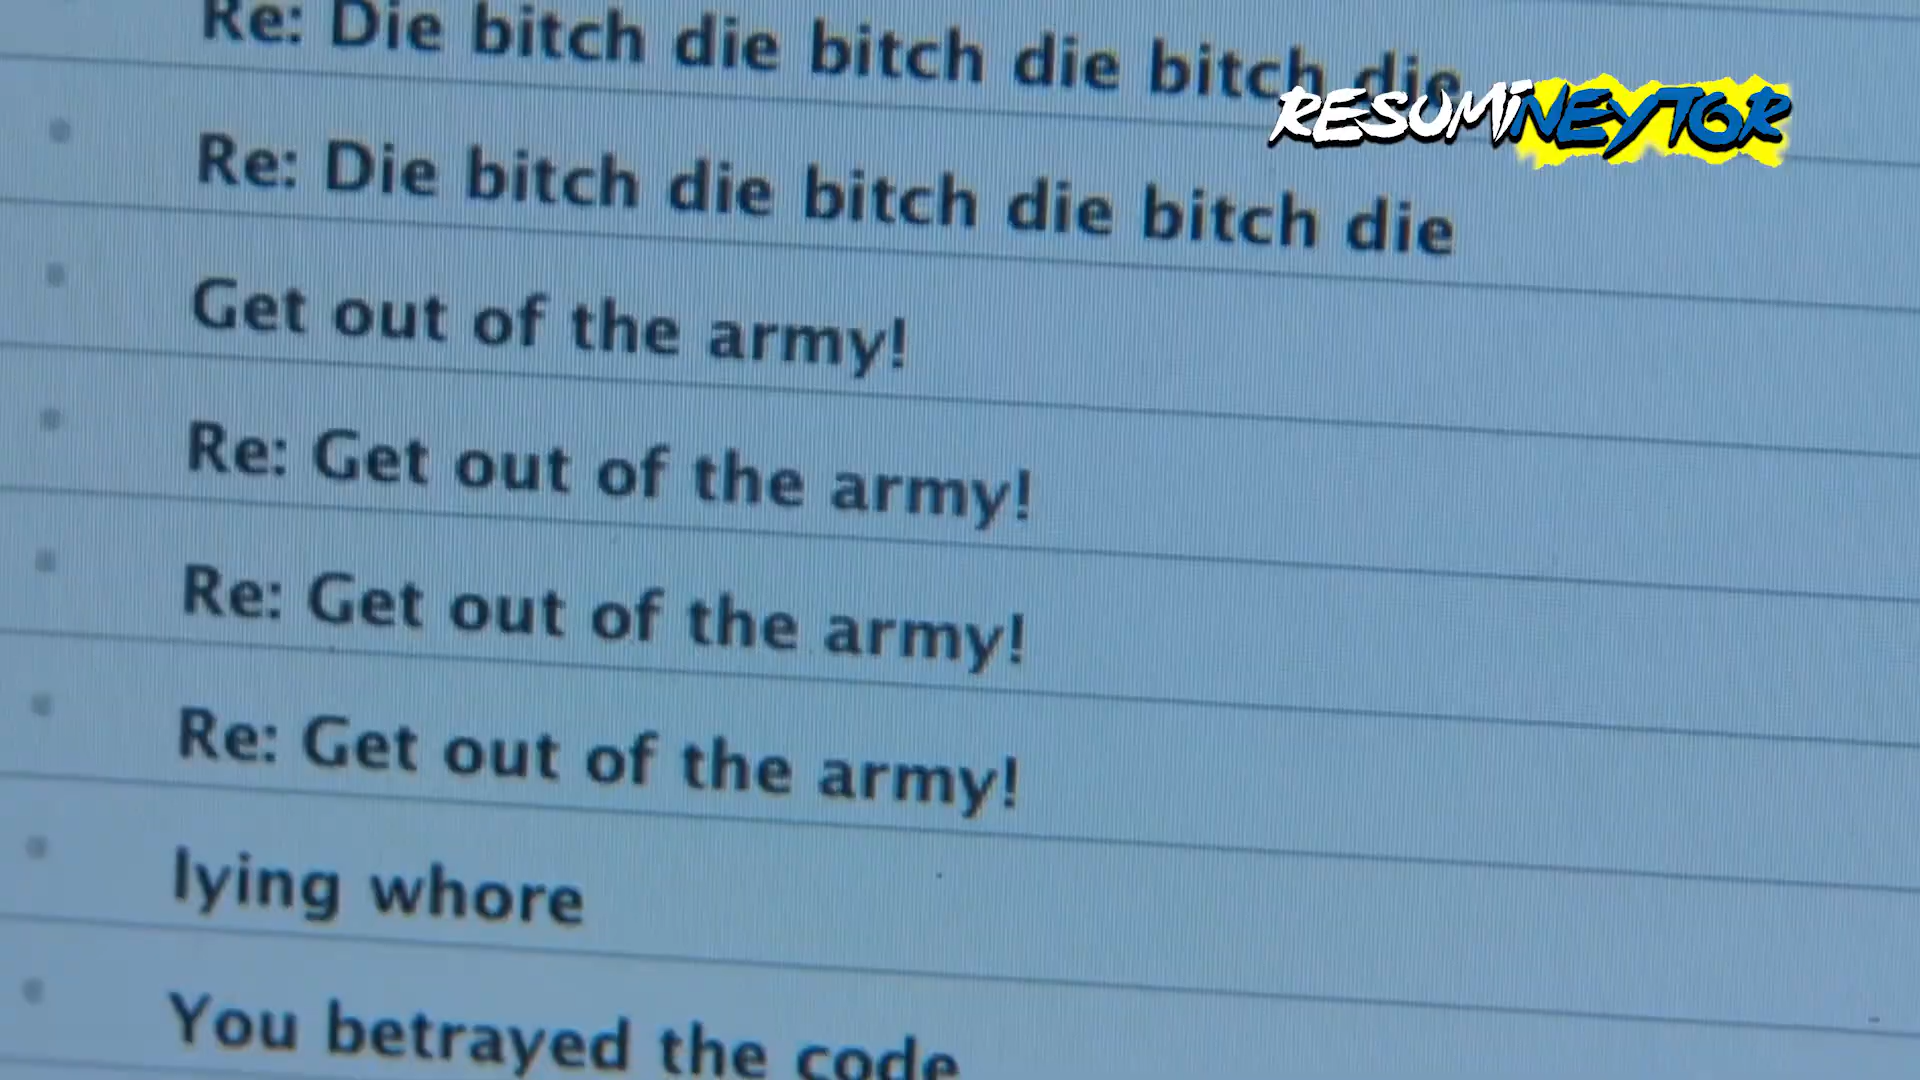 Re: Die bitch die bitch die bitch die
RESUMiNEYTOR
Re: Die bitch die bitch die bitch die
Get out of the army!
Re: Get out of the army!
Re: Get out of the army!
Re: Get out of the army!
lying whore
You betrayed the code